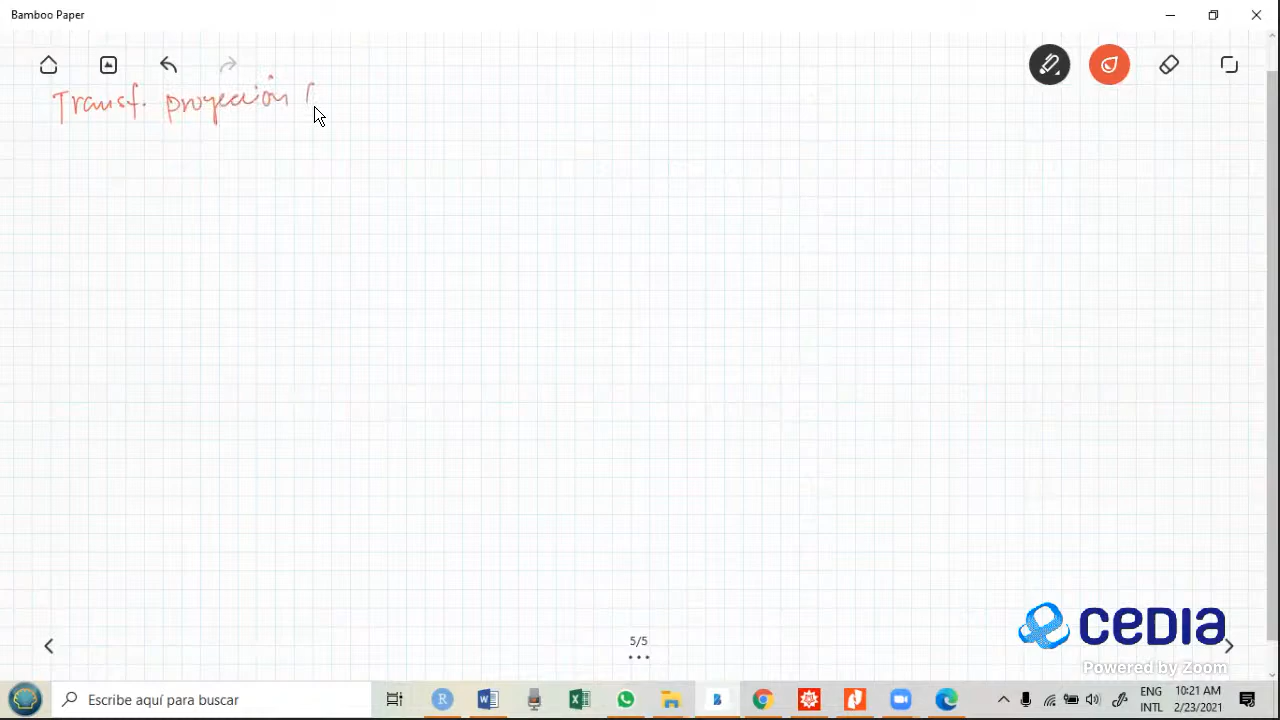 Bamboo Paper
Transf. proyección (
5/5
cedia
Powered by Zoom
Escribe aquí para buscar
ENG 10:21 AM
INTL 2/23/2021